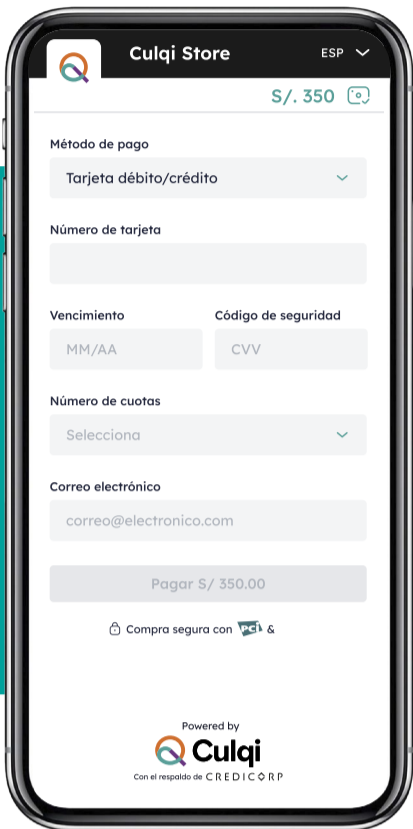 Culqi Store
ESP
S/. 350
Método de pago
Tarjeta débito/crédito
Número de tarjeta
Vencimiento Código de seguridad
MM/AA CVV
Número de cuotas
Selecciona
Correo electrónico
correo@electronico.com
Pagar S/ 350.00
Compra segura con PCI &
Powered by
Culqi
Con el respaldo de CREDICORP